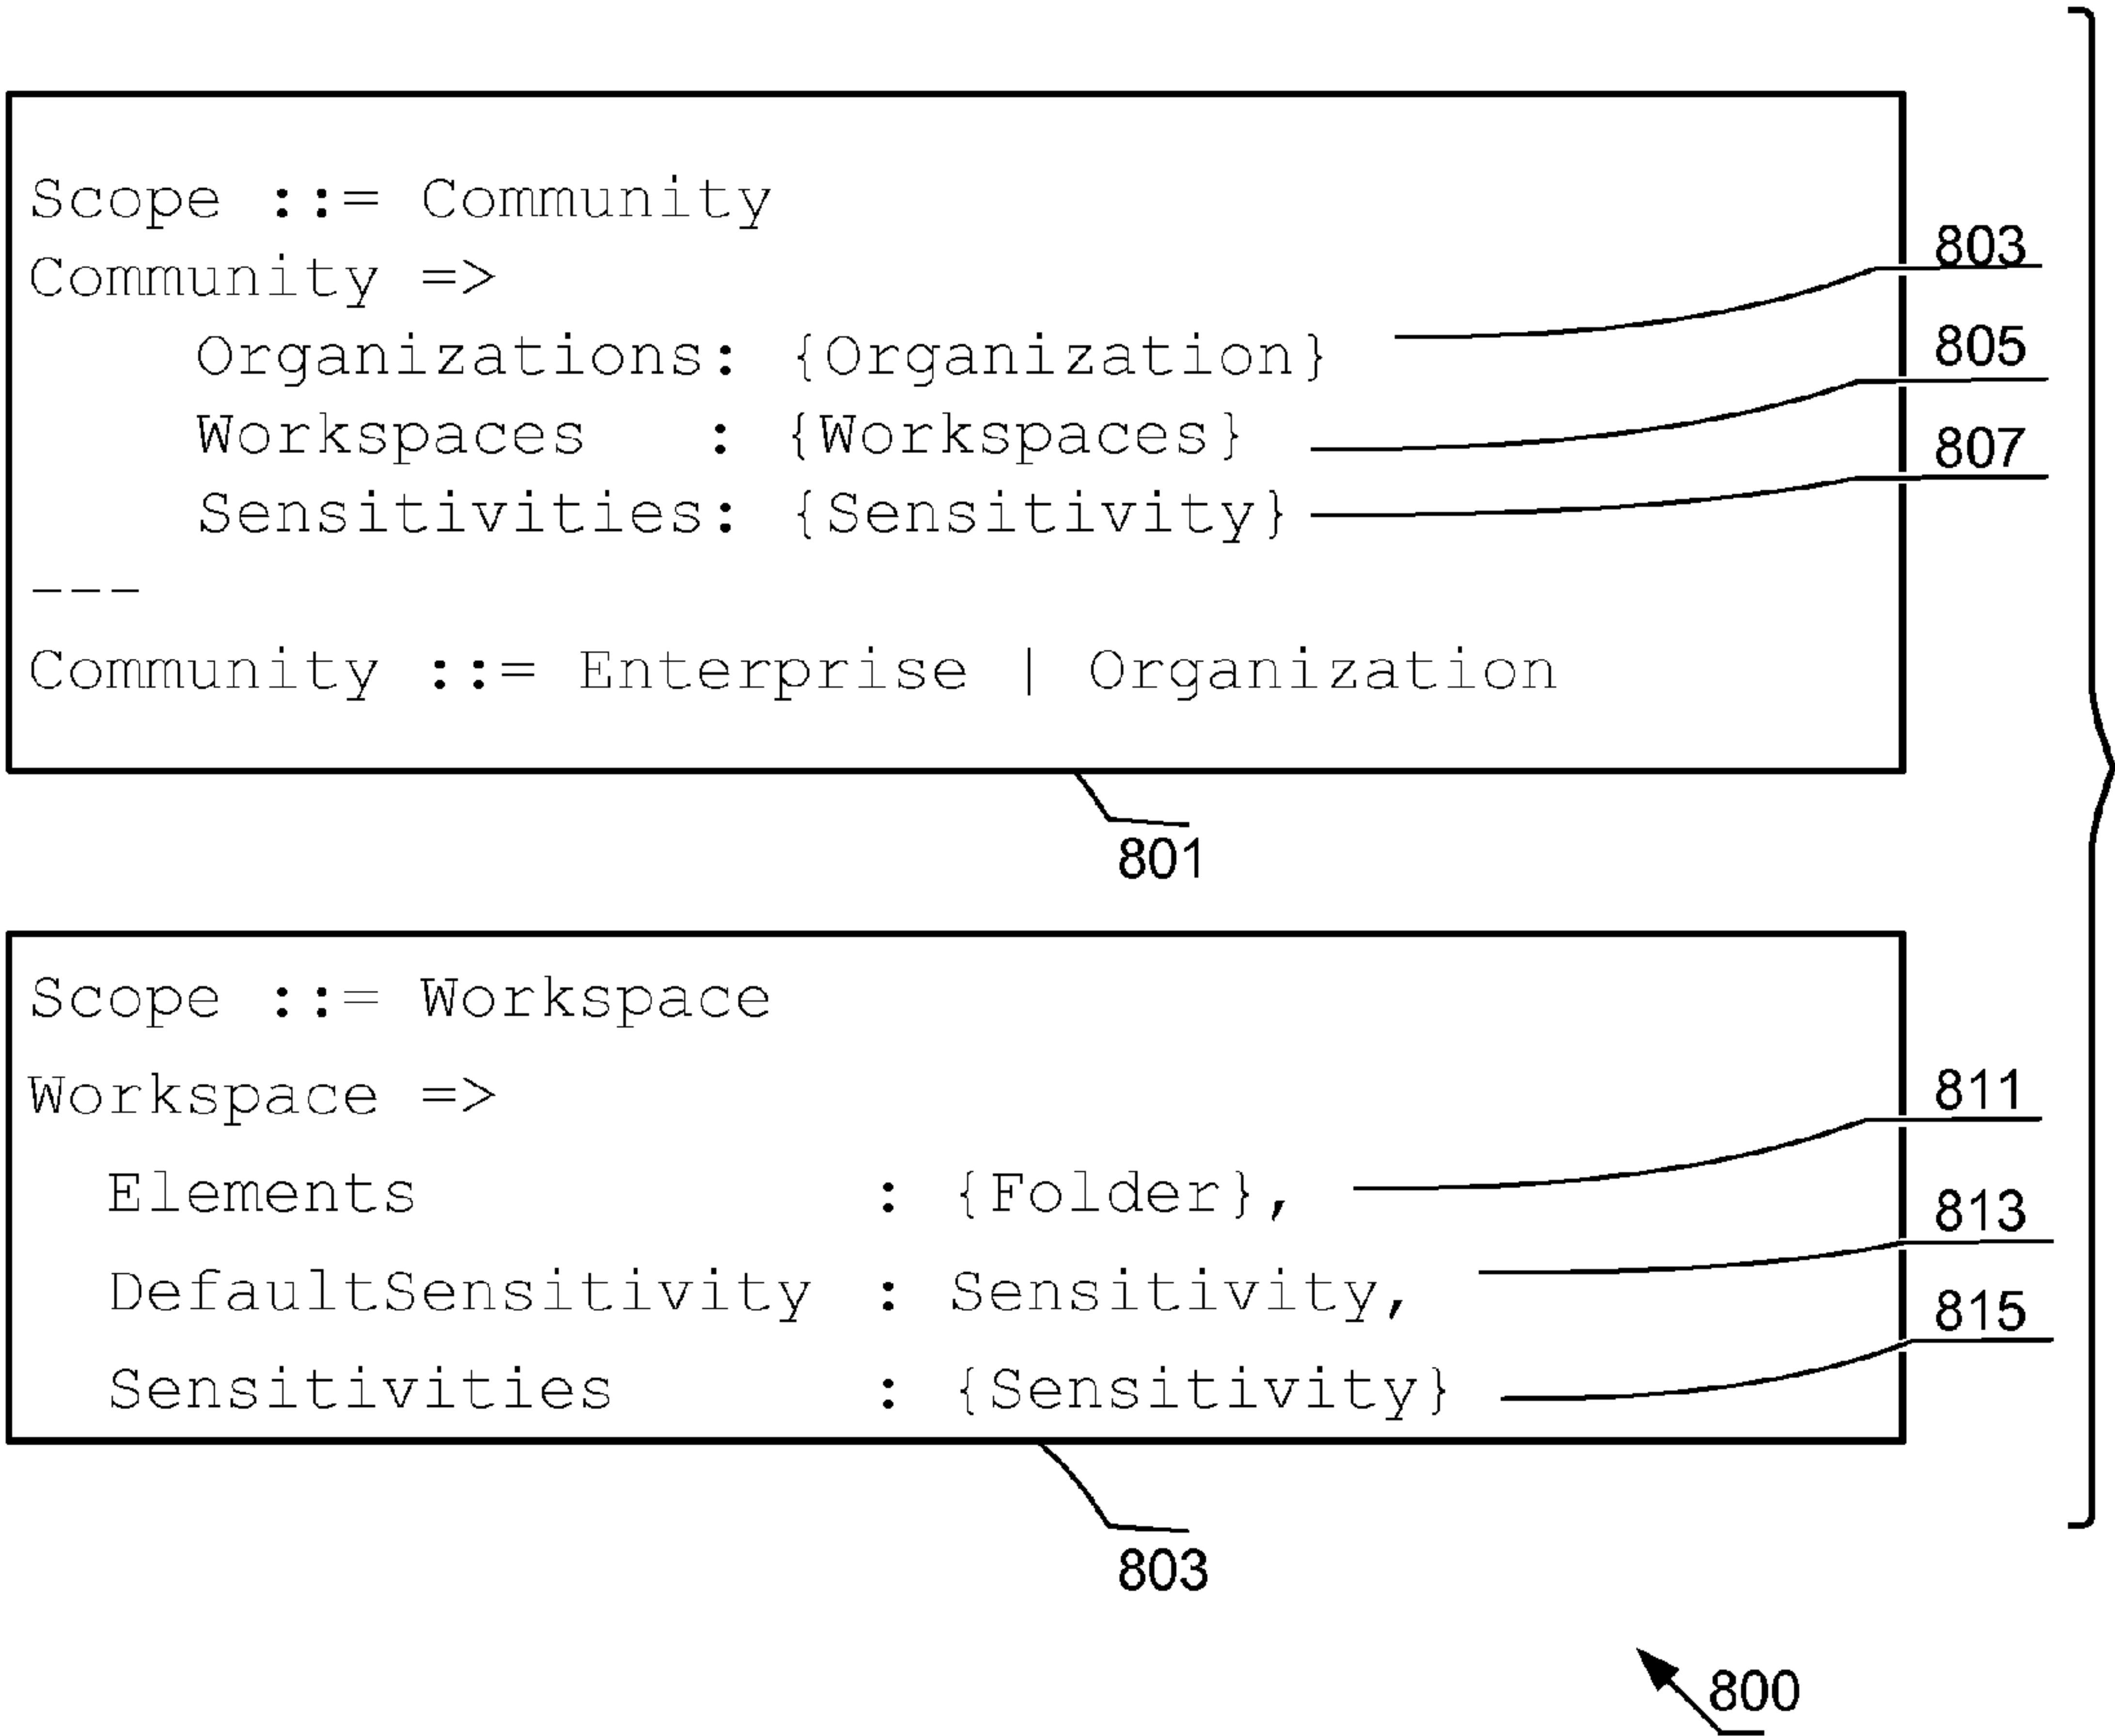 Scope ::= Community
Community =>
Organizations: {Organization}
803
Workspaces : {Workspaces}
805
Sensitivities: {Sensitivity}
807
---
Community ::= Enterprise | Organization
801
Scope ::= Workspace
Workspace =>
811
Elements : {Folder},
813
DefaultSensitivity : Sensitivity,
815
Sensitivities : {Sensitivity}
803
800